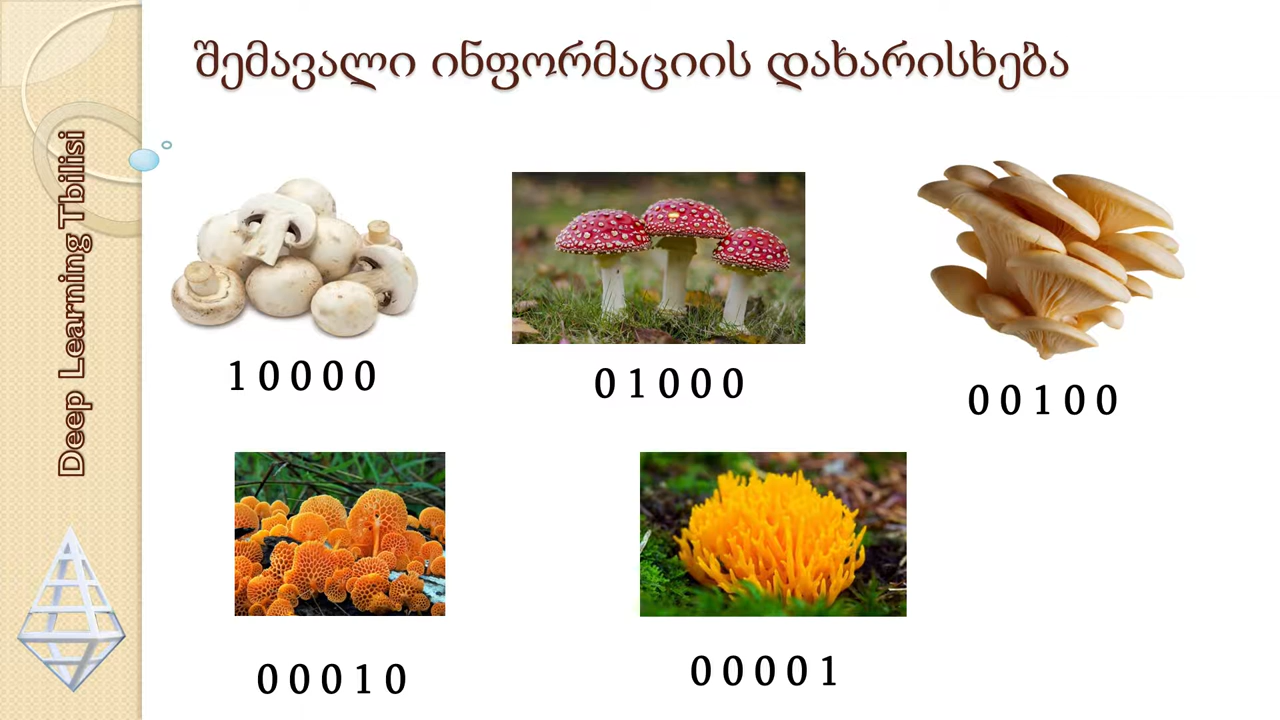 შემავალი ინფორმაციის დახარისხება
Deep Learning Tbilisi
1 0 0 0 0
0 1 0 0 0
0 0 1 0 0
0 0 0 1 0
0 0 0 0 1